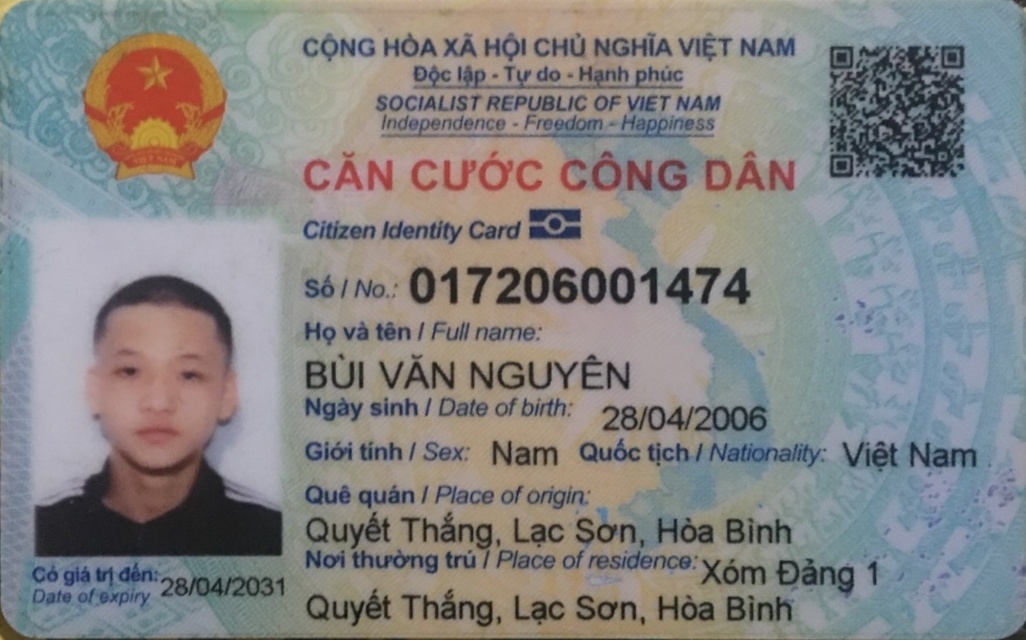 CỘNG HÒA XÃ HỘI CHỦ NGHĨA VIỆT NAM
Độc lập - Tự do - Hạnh phúc
SOCIALIST REPUBLIC OF VIET NAM
Independence - Freedom - Happiness
CĂN CƯỚC CÔNG DÂN
Citizen Identity Card
Số / No.: 017206001474
Họ và tên / Full name:
BÙI VĂN NGUYÊN
Ngày sinh / Date of birth: 28/04/2006
Giới tính / Sex: Nam Quốc tịch / Nationality: Việt Nam
Quê quán / Place of origin:
Quyết Thắng, Lạc Sơn, Hòa Bình
Nơi thường trú / Place of residence: Xóm Đảng 1
Quyết Thắng, Lạc Sơn, Hòa Bình
Có giá trị đến: 28/04/2031
Date of expiry